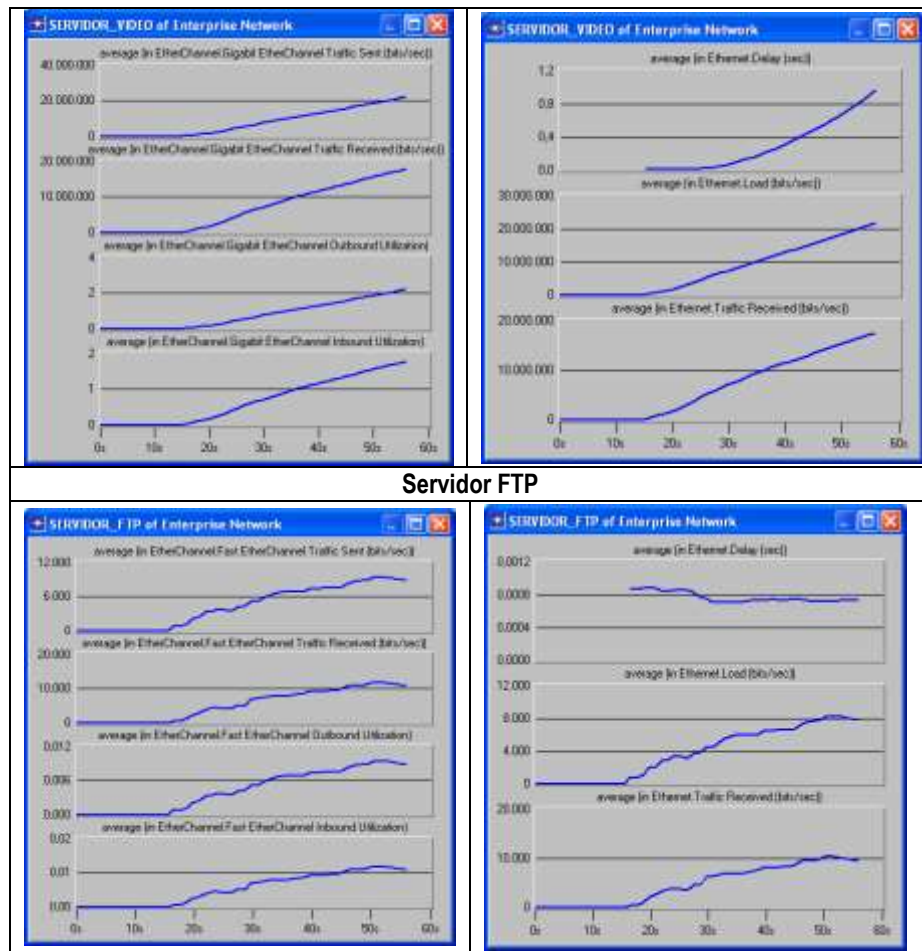 SERVIDOR_VIDEO of Enterprise Network
average (in EtherChannel.Gigabit EtherChannel Traffic Sent (bits/sec))
40.000.000
20.000.000
0
average (in EtherChannel.Gigabit EtherChannel Traffic Received (bits/sec))
20.000.000
10.000.000
0
average (in EtherChannel.Gigabit EtherChannel Outbound Utilization)
4
2
0
average (in EtherChannel.Gigabit EtherChannel Inbound Utilization)
2
1
0
0s 10s 20s 30s 40s 50s 60s
SERVIDOR_VIDEO of Enterprise Network
average (in Ethernet.Delay (sec))
1,2
0,8
0,4
0,0
average (in Ethernet.Load (bits/sec))
30.000.000
20.000.000
10.000.000
0
average (in Ethernet.Traffic Received (bits/sec))
20.000.000
10.000.000
0
0s 10s 20s 30s 40s 50s 60s
Servidor FTP
SERVIDOR_FTP of Enterprise Network
average (in EtherChannel.Fast EtherChannel Traffic Sent (bits/sec))
12.000
6.000
0
average (in EtherChannel.Fast EtherChannel Traffic Received (bits/sec))
20.000
10.000
0
average (in EtherChannel.Fast EtherChannel Outbound Utilization)
0,012
0,006
0,000
average (in EtherChannel.Fast EtherChannel Inbound Utilization)
0,02
0,01
0,00
0s 10s 20s 30s 40s 50s 60s
SERVIDOR_FTP of Enterprise Network
average (in Ethernet.Delay (sec))
0,0012
0,0008
0,0004
0,0000
average (in Ethernet.Load (bits/sec))
12.000
8.000
4.000
0
average (in Ethernet.Traffic Received (bits/sec))
20.000
10.000
0
0s 10s 20s 30s 40s 50s 60s